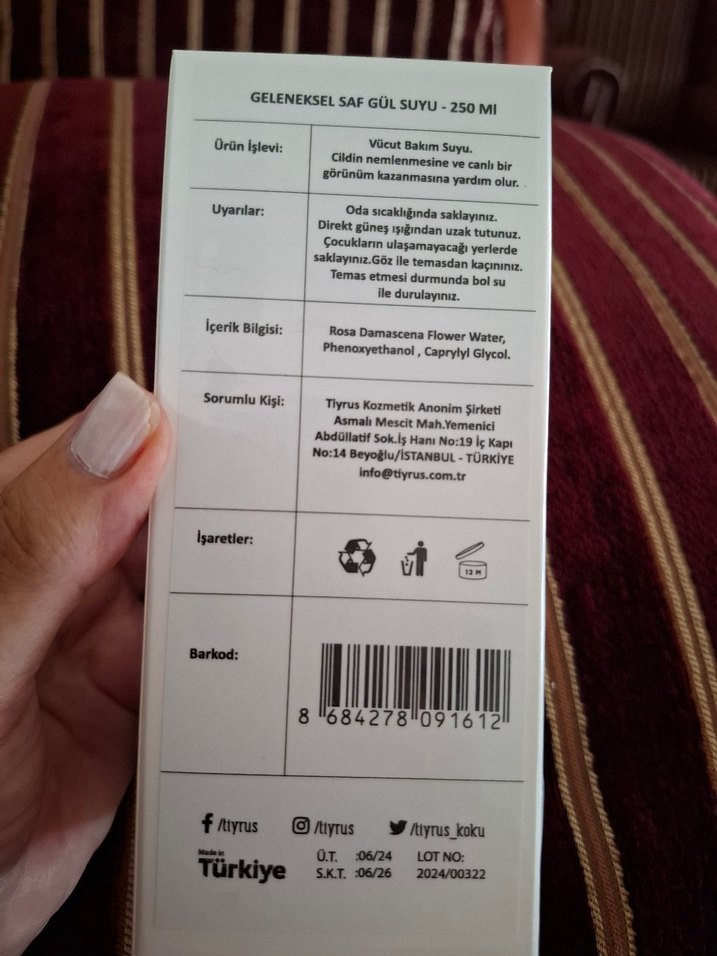 GELENEKSEL SAF GÜL SUYU - 250 Ml
Ürün İşlevi:
Vücut Bakım Suyu.
Cildin nemlenmesine ve canlı bir
görünüm kazanmasına yardım olur.
Uyarılar:
Oda sıcaklığında saklayınız.
Direkt güneş ışığından uzak tutunuz.
Çocukların ulaşamayacağı yerlerde
saklayınız.Göz ile temasdan kaçınınız.
Temas etmesi durmunda bol su
ile durulayınız.
İçerik Bilgisi:
Rosa Damascena Flower Water,
Phenoxyethanol , Caprylyl Glycol.
Sorumlu Kişi:
Tiyrus Kozmetik Anonim Şirketi
Asmalı Mescit Mah.Yemenici
Abdüllatif Sok.İş Hanı No:19 İç Kapı
No:14 Beyoğlu/İSTANBUL - TÜRKİYE
info@tiyrus.com.tr
İşaretler:
12 M
Barkod:
8 684278 091612
/tiyrus /tiyrus /tiyrus_koku
Made in
Türkiye
Ü.T. :06/24
S.K.T. :06/26
LOT NO:
2024/00322